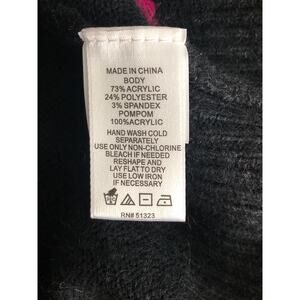 MADE IN CHINA
BODY
73% ACRYLIC
24% POLYESTER
3% SPANDEX
POMPOM
100%ACRYLIC
HAND WASH COLD
SEPARATELY
USE ONLY NON-CHLORINE
BLEACH IF NEEDED
RESHAPE AND
LAY FLAT TO DRY
USE LOW IRON
IF NECESSARY
RN# 51323